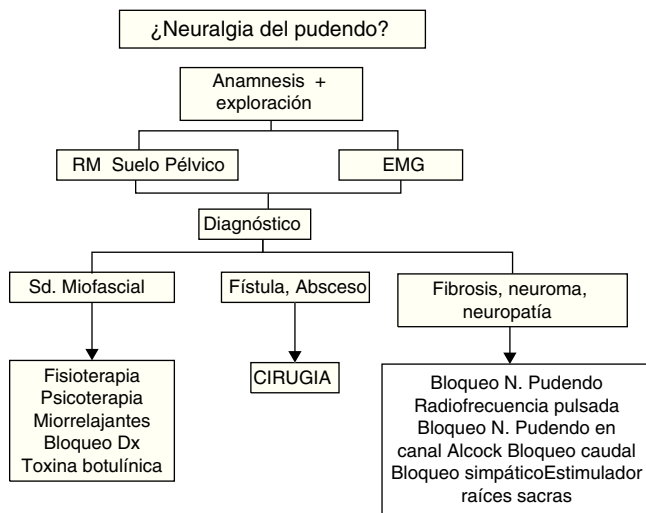 ¿Neuralgia del pudendo?
Anamnesis +
exploración
RM Suelo Pélvico
EMG
Diagnóstico
Sd. Miofascial
Fístula, Absceso
Fibrosis, neuroma,
neuropatía
Fisioterapia
Psicoterapia
Miorrelajantes
Bloqueo Dx
Toxina botulínica
CIRUGIA
Bloqueo N. Pudendo
Radiofrecuencia pulsada
Bloqueo N. Pudendo en
canal Alcock Bloqueo caudal
Bloqueo simpáticoEstimulador
raíces sacras